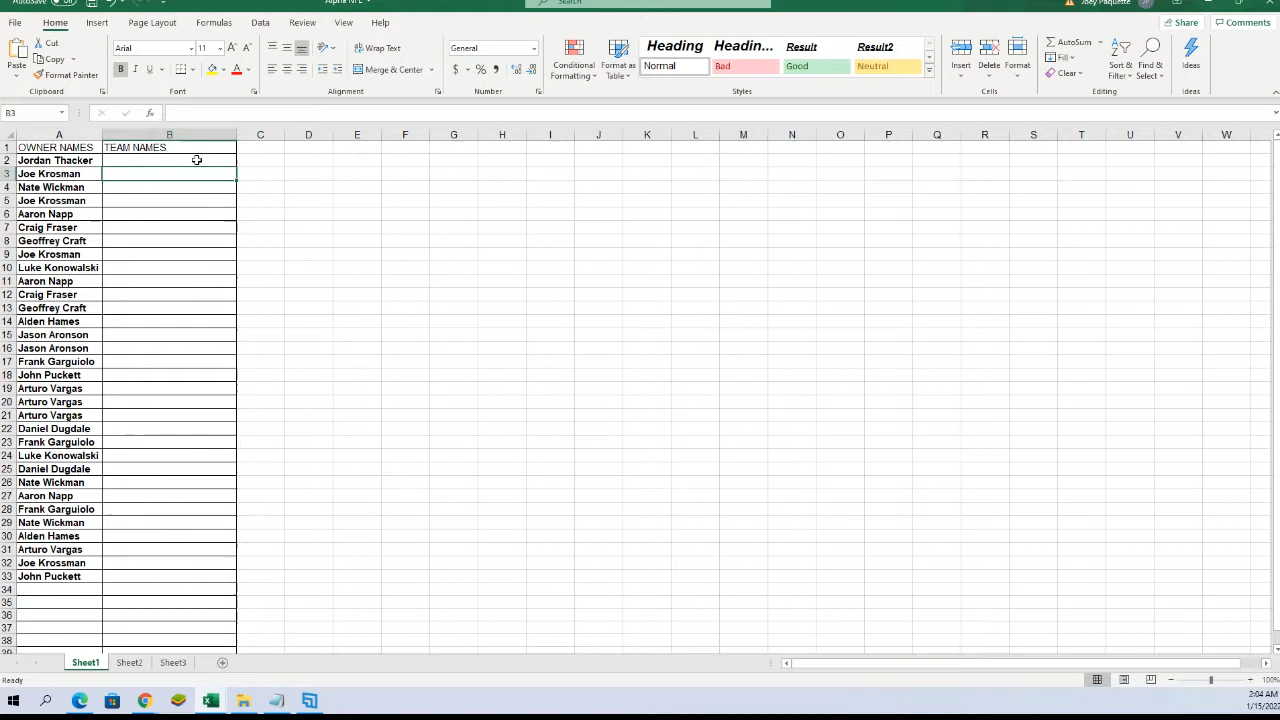 AutoSave
Search
Joey Paquette
File Home Insert Page Layout Formulas Data Review View Help
Share Comments
Paste Cut Copy Format Painter
Arial 11
B I U
Wrap Text
Merge & Center
General
$ % ,
Conditional Formatting
Format as Table
Heading Headin... Result Result2
Normal Bad Good Neutral
Insert Delete Format
AutoSum Fill Clear
Sort & Filter
Find & Select
Ideas
Clipboard Font Alignment Number Styles Cells Editing Ideas
B3 fx
A B C D E F G H I J K L M N O P Q R S T U V W
1 OWNER NAMES TEAM NAMES
2 Jordan Thacker
3 Joe Krosman
4 Nate Wickman
5 Joe Krossman
6 Aaron Napp
7 Craig Fraser
8 Geoffrey Craft
9 Joe Krosman
10 Luke Konowalski
11 Aaron Napp
12 Craig Fraser
13 Geoffrey Craft
14 Alden Hames
15 Jason Aronson
16 Jason Aronson
17 Frank Garguiolo
18 John Puckett
19 Arturo Vargas
20 Arturo Vargas
21 Arturo Vargas
22 Daniel Dugdale
23 Frank Garguiolo
24 Luke Konowalski
25 Daniel Dugdale
26 Nate Wickman
27 Aaron Napp
28 Frank Garguiolo
29 Nate Wickman
30 Alden Hames
31 Arturo Vargas
32 Joe Krossman
33 John Puckett
34
35
36
37
38
39
Sheet1 Sheet2 Sheet3
Ready
100%
2:04 AM
1/15/2022